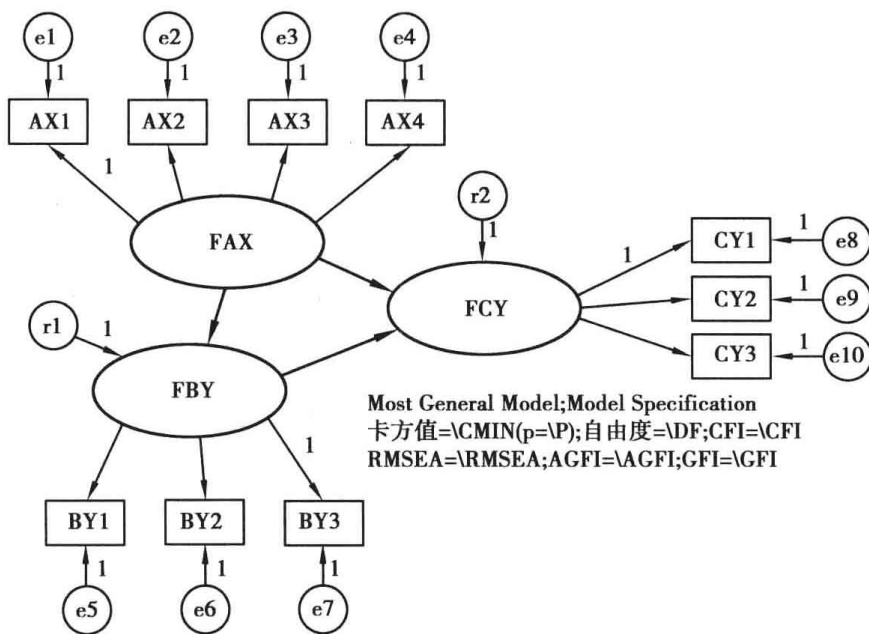 e1 e2 e3 e4
1 1 1 1
AX1 AX2 AX3 AX4
1
r2
FAX
1
CY1 1 e8
1
FCY
CY2 1 e9
r1
1
CY3 1 e10
FBY
Most General Model;Model Specification
卡方值=\CMIN(p=\P);自由度=\DF;CFI=\CFI
RMSEA=\RMSEA;AGFI=\AGFI;GFI=\GFI
1
BY1 BY2 BY3
1 1 1
e5 e6 e7